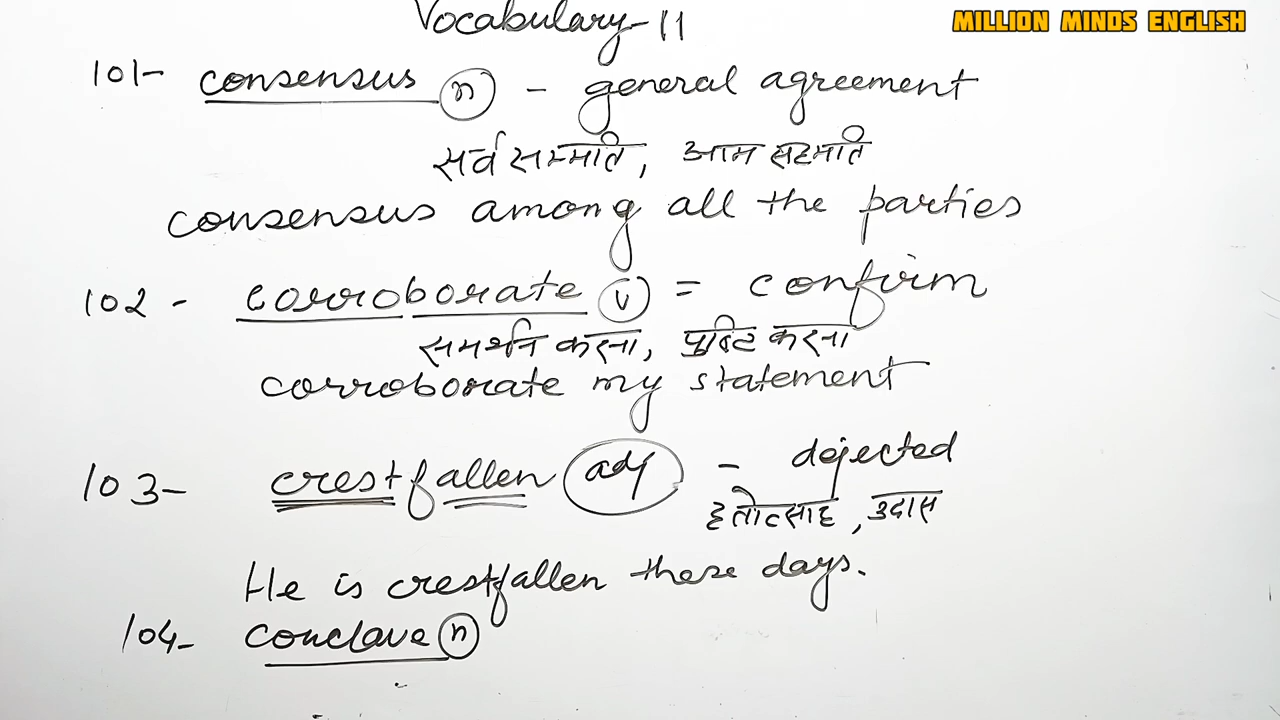 Vocabulary-11
MILLION MINDS ENGLISH
101- consensus (n) - general agreement
सर्वसम्मति, आम सहमति
consensus among all the parties
102 - corroborate (v) = confirm
समर्थन करना, पुष्टि करना
corroborate my statement
103- crestfallen (adj) - dejected
हतोत्साह, उदास
He is crestfallen these days.
104- conclave (n)